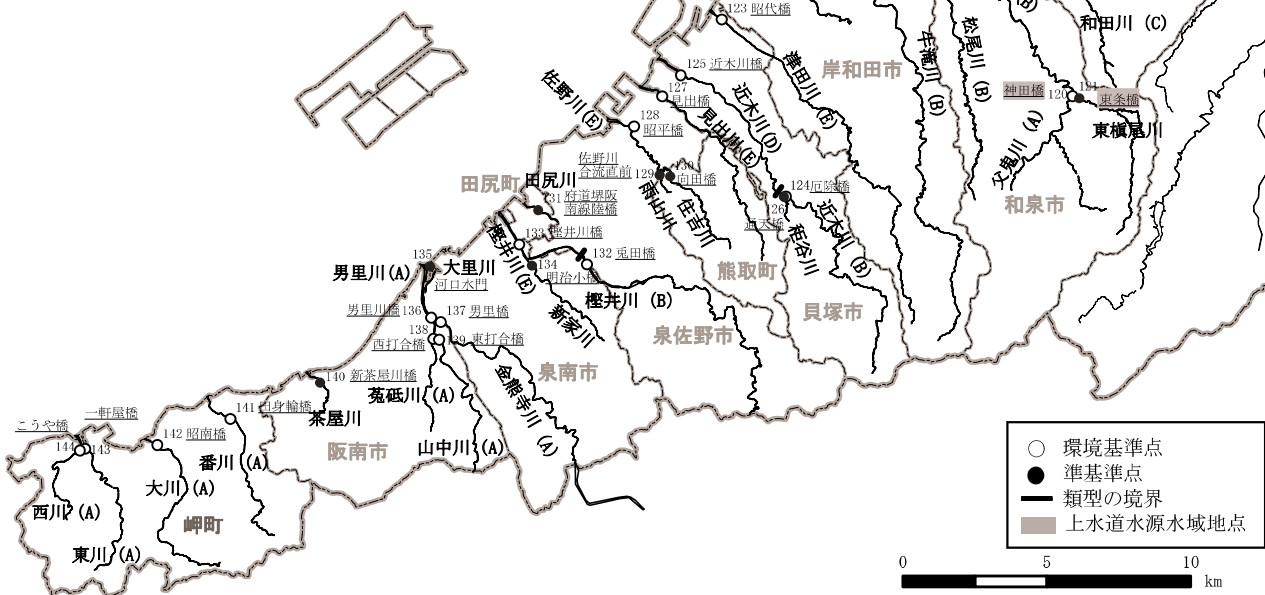 123 昭代橋
和田川 (C)
松尾川 (B)
牛滝川 (B)
岸和田市
津田川 (E)
125 近木川橋
近木川 (D)
127
見出橋
見出川 (E)
神田橋
120
121
東条橋
東槇尾川
父鬼川 (A)
和泉市
佐野川 (E)
128
昭平橋
佐野川
合流直前
129
130
向田橋
雨山川
住吉川
124 厄除橋
近木川 (B)
126
通天橋
秬谷川
田尻町
田尻川
131 府道堺阪
南線陸橋
熊取町
貝塚市
133 樫井川橋
樫井川 (E)
134
明治小橋
132 兎田橋
樫井川 (B)
新家川
泉佐野市
135
男里川 (A)
大里川
河口水門
男里川橋 136
137 男里橋
138
西打合橋
139 東打合橋
泉南市
金熊寺川 (A)
140 新茶屋川橋
茶屋川
菟砥川 (A)
山中川 (A)
阪南市
141 田身輪橋
142 昭南橋
番川 (A)
大川 (A)
一軒屋橋
こうや橋
144
143
西川 (A)
東川 (A)
岬町
環境基準点
準基準点
類型の境界
上水道水源水域地点
0 5 10
km